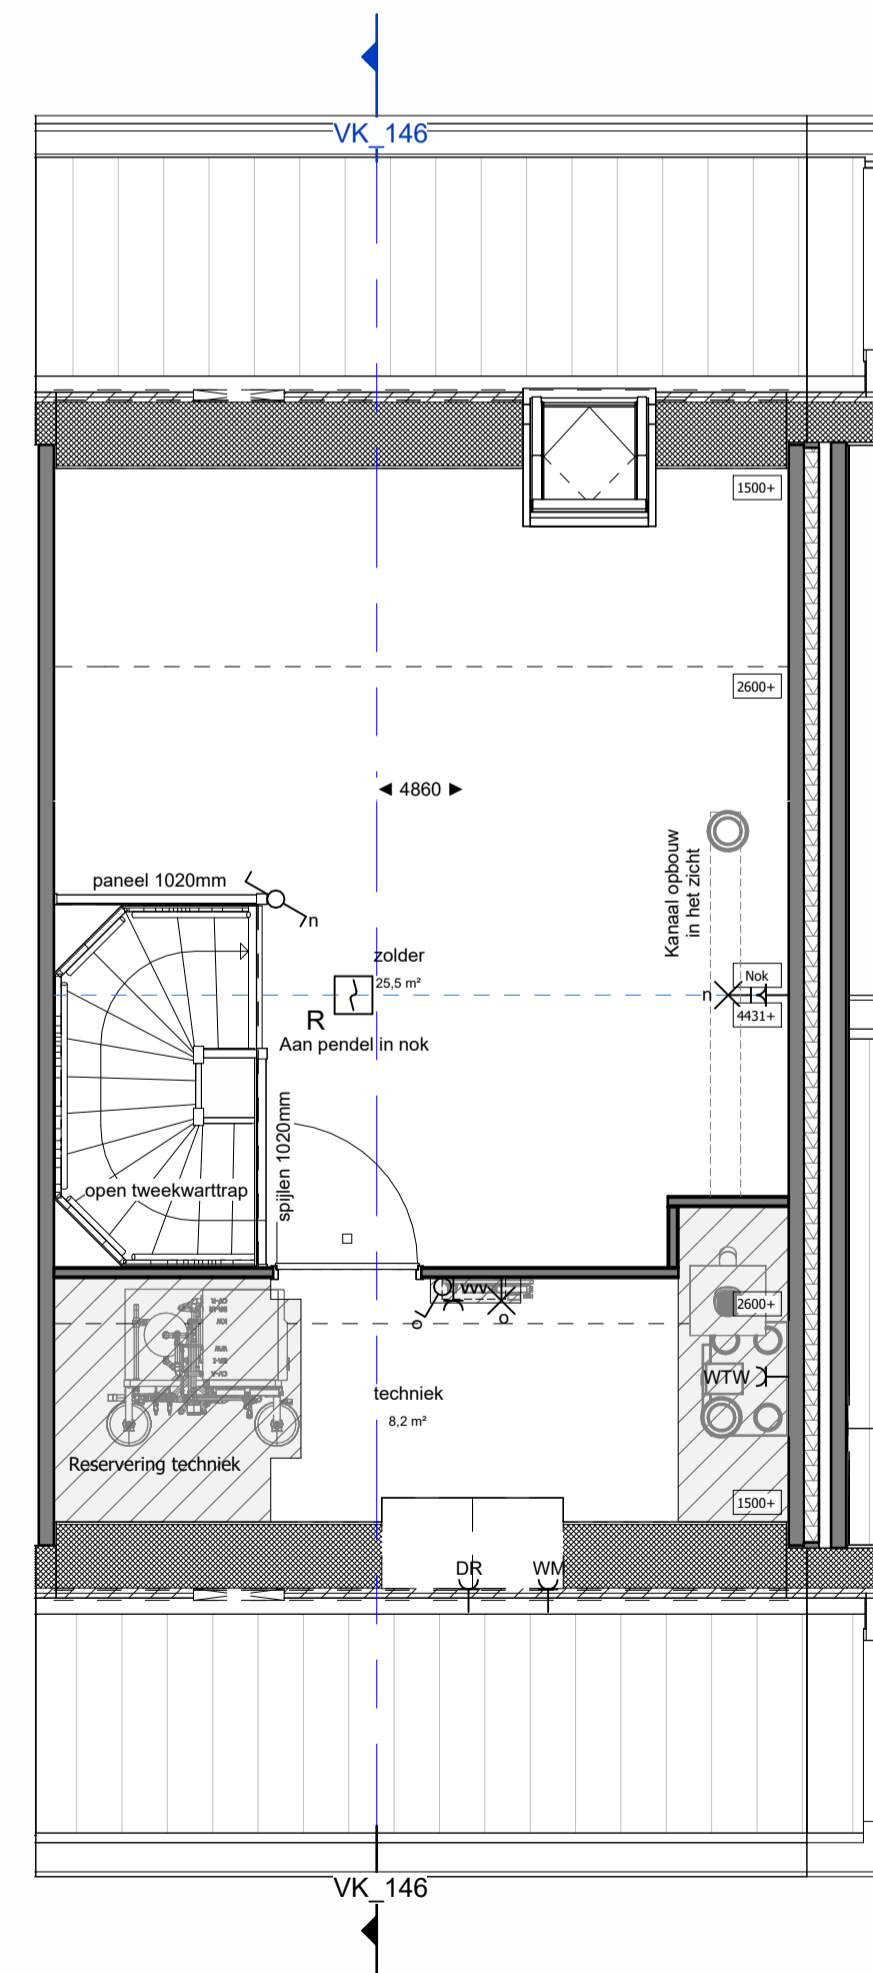 VK_146
1500+
2600+
4860
Kanaal opbouw
in het zicht
paneel 1020mm
n
zolder
25,5 m²
Nok
n
4431+
R
Aan pendel in nok
spijlen 1020mm
open tweekwarttrap
2600+
o
o
WTW
techniek
8,2 m²
Reservering techniek
1500+
DR
WM
VK_146